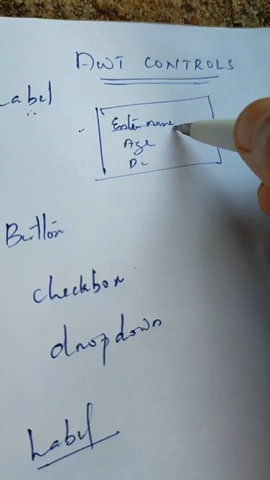 AWT CONTROLS
Label
Enter name
Age
Button
checkbox
dropdown
Label